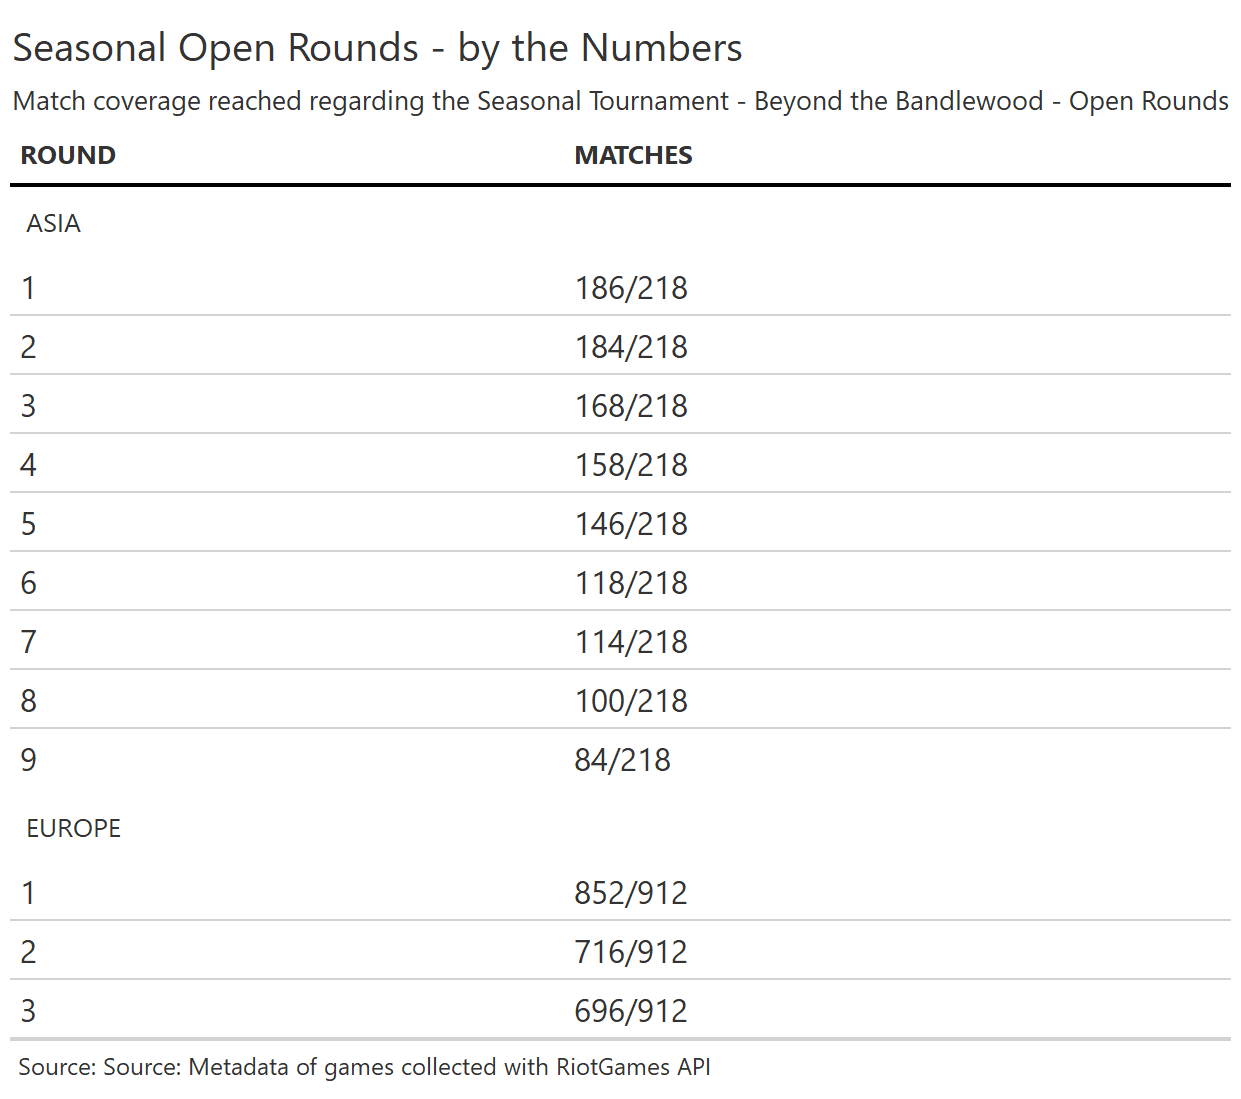 Seasonal Open Rounds - by the Numbers
Match coverage reached regarding the Seasonal Tournament - Beyond the Bandlewood - Open Rounds
ROUND MATCHES
ASIA
1 186/218
2 184/218
3 168/218
4 158/218
5 146/218
6 118/218
7 114/218
8 100/218
9 84/218
EUROPE
1 852/912
2 716/912
3 696/912
Source: Source: Metadata of games collected with RiotGames API